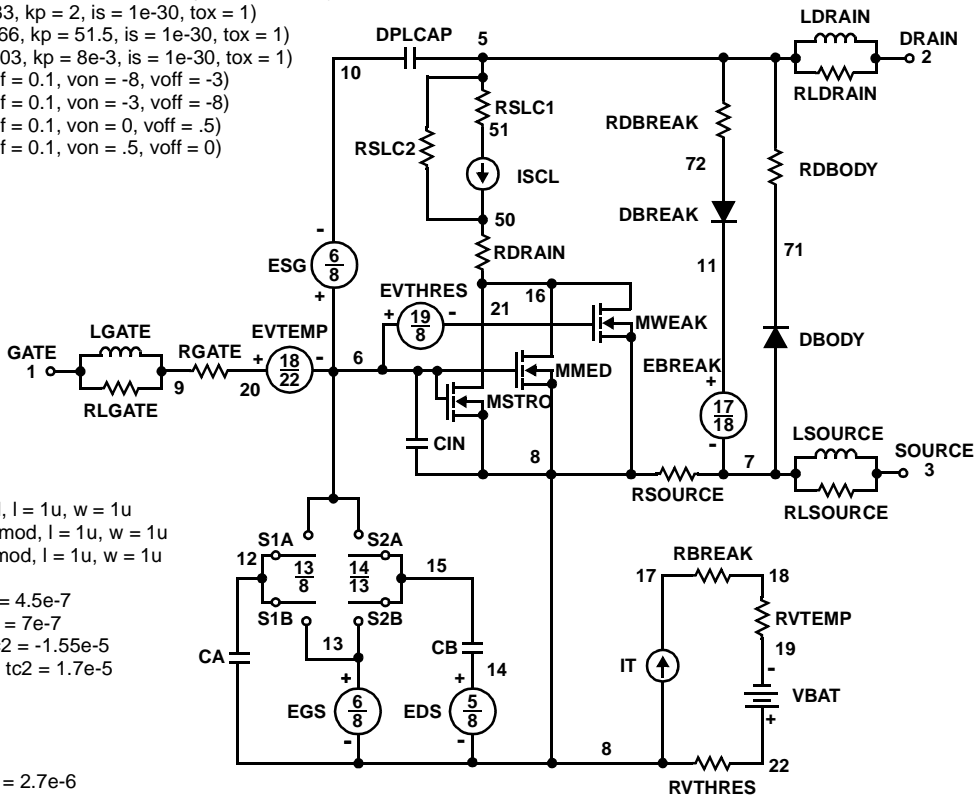 33, kp = 2, is = 1e-30, tox = 1)
66, kp = 51.5, is = 1e-30, tox = 1)
03, kp = 8e-3, is = 1e-30, tox = 1)
f = 0.1, von = -8, voff = -3)
f = 0.1, von = -3, voff = -8)
f = 0.1, von = 0, voff = .5)
f = 0.1, von = .5, voff = 0)
LDRAIN
DPLCAP 5
DRAIN
2
10
RLDRAIN
RSLC1
51
RDBREAK
RSLC2
72
RDBODY
ISCL
DBREAK
50
RDRAIN
71
-
ESG 6
8
11
+
EVTHRES
+ 19 -
8
16
21
MWEAK
LGATE
EVTEMP
DBODY
GATE
1
RGATE
+ 18 -
22
6
MMED
EBREAK
+
9
20
MSTRO
17
18
-
RLGATE
LSOURCE
SOURCE
3
CIN
8
7
RSOURCE
RLSOURCE
l, l = 1u, w = 1u
mod, l = 1u, w = 1u
mod, l = 1u, w = 1u
S1A
S2A
RBREAK
12
13
8
14
13
15
17
18
= 4.5e-7
= 7e-7
c2 = -1.55e-5
tc2 = 1.7e-5
S1B
S2B
RVTEMP
13
CB
19
CA
14
IT
-
+
+
VBAT
EGS 6
8
EDS 5
8
+
-
-
8
22
= 2.7e-6
RVTHRES